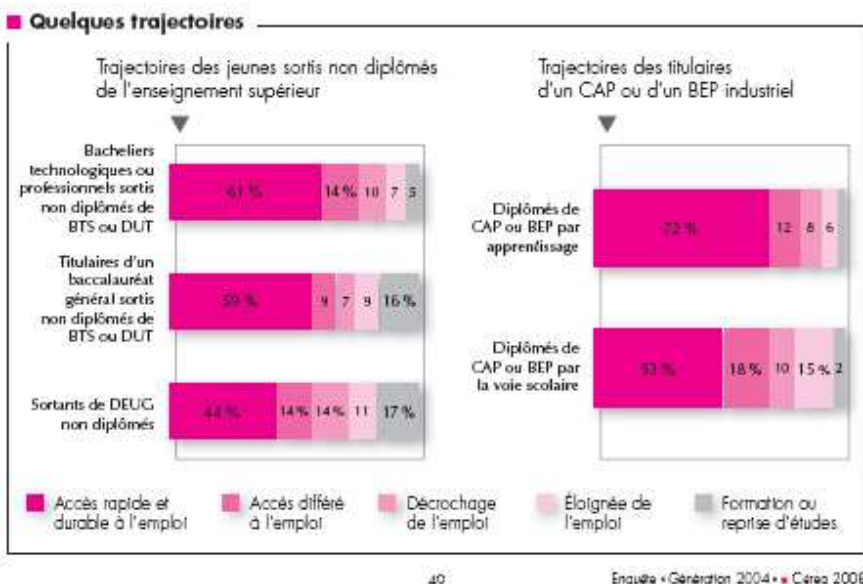 Quelques trajectoires
Trajectoires des jeunes sortis non diplômés
de l'enseignement supérieur
Bacheliers
technologiques ou
professionnels sortis
non diplômés de
BTS ou DUT
61 % 14 % 10 7 5
Titulaires d'un
baccalauréat
général sortis
non diplômés de
BTS ou DUT
59 % 9 7 9 16 %
Sortants de DEUG
non diplômés
44 % 14 % 14 % 11 17 %
Trajectoires des titulaires
d'un CAP ou d'un BEP industriel
Diplômés de
CAP ou BEP par
apprentissage
72 % 12 8 6
Diplômés de
CAP ou BEP par
la voie scolaire
53 % 18 % 10 15 % 2
Accès rapide et
durable à l'emploi
Accès différé
à l'emploi
Décrochage
de l'emploi
Éloignée de
l'emploi
Formation ou
reprise d'études
49
Enquête « Génération 2004 » Céreq 2008